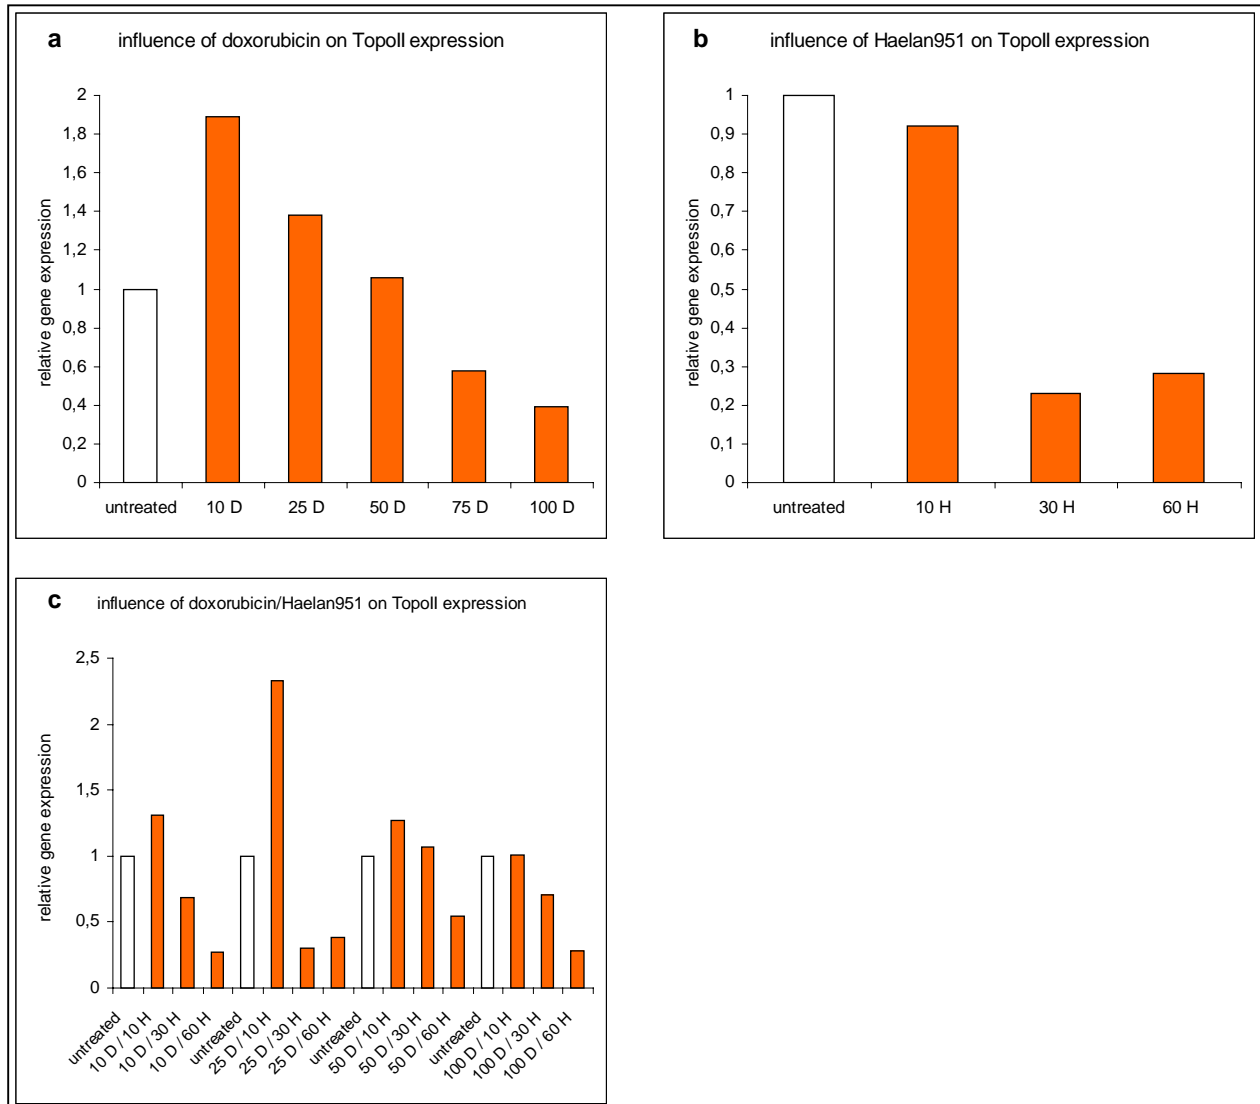 a influence of doxorubicin on TopoII expression
relative gene expression
2
1,8
1,6
1,4
1,2
1
0,8
0,6
0,4
0,2
0
untreated 10 D 25 D 50 D 75 D 100 D
b influence of Haelan951 on TopoII expression
relative gene expression
1
0,9
0,8
0,7
0,6
0,5
0,4
0,3
0,2
0,1
0
untreated 10 H 30 H 60 H
c influence of doxorubicin/Haelan951 on TopoII expression
relative gene expression
2,5
2
1,5
1
0,5
0
untreated
10 D / 10 H
10 D / 30 H
10 D / 60 H
untreated
25 D / 10 H
25 D / 30 H
25 D / 60 H
untreated
50 D / 10 H
50 D / 30 H
50 D / 60 H
untreated
100 D / 10 H
100 D / 30 H
100 D / 60 H